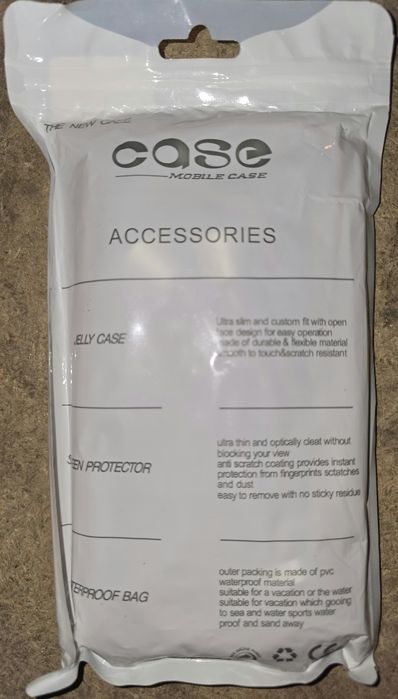 THE NEW CASE
case
MOBILE CASE
ACCESSORIES
JELLY CASE
Ultra slim and custom fit with open
face design for easy operation
made of durable & flexible material
smooth to touch&scratch resistant
EEN PROTECTOR
ultra thin and optically cleat without
blocking your view
anti scratch coating provides instant
protection from fingerprints sctatches
and dust
easy to remove with no sticky residue
TERPROOF BAG
outer packing is made of pvc
waterproof material
suitable for a vacation or the water
suitable for vacation which gooing
to sea and water sports water
proof and sand away
CE